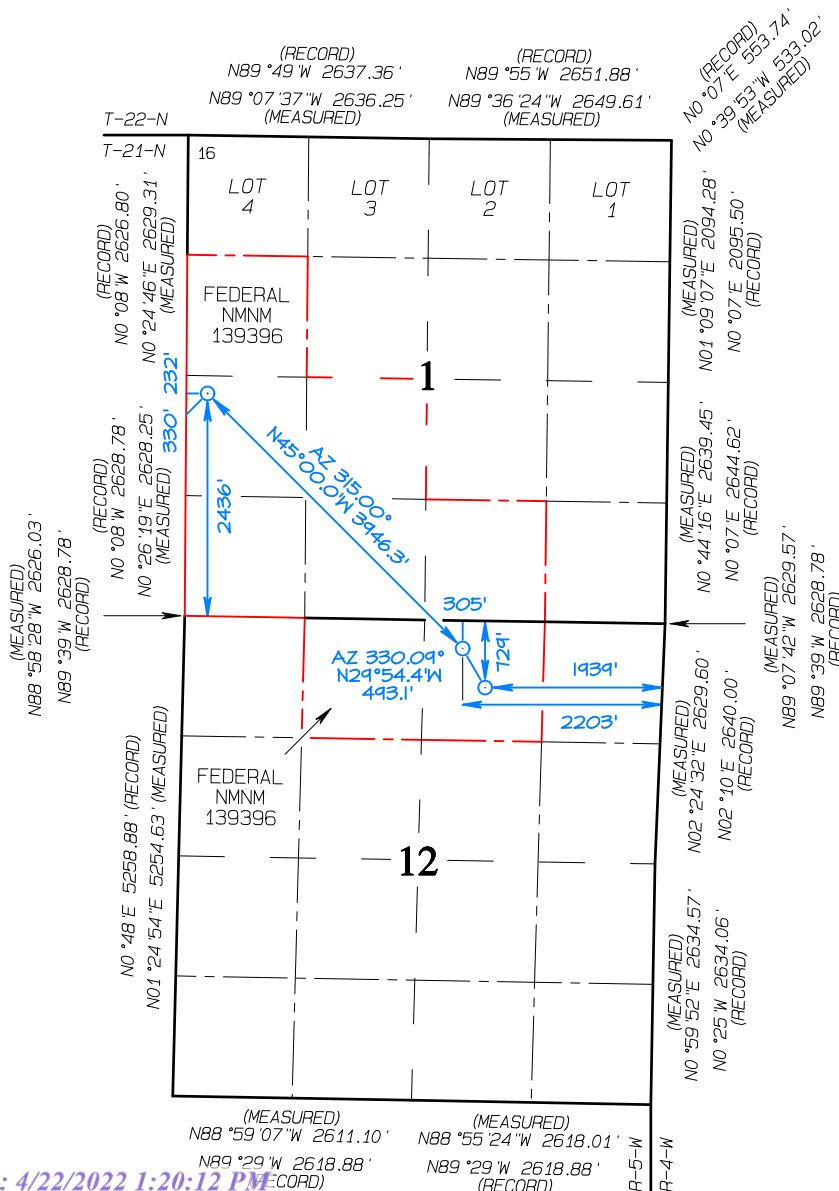 (RECORD)
N89°49'W 2637.36'
N89°07'37"W 2636.25'
(MEASURED)
(RECORD)
N89°55'W 2651.88'
N89°36'24"W 2649.61'
(MEASURED)
(RECORD)
N0°07'E 553.74'
N0°39'53"W 533.02'
(MEASURED)
T-22-N
T-21-N
16
LOT
4
LOT
3
LOT
2
LOT
1
(RECORD)
N0°08'W 2626.80'
N0°24'46"E 2629.31'
(MEASURED)
(MEASURED)
N01°09'07"E 2094.28'
N0°07'E 2095.50'
(RECORD)
FEDERAL
NMNM
139396
1
232'
330'
2436'
AZ 315.00°
N45°00.0'W 3946.3'
(RECORD)
N0°08'W 2628.78'
N0°26'19"E 2628.25'
(MEASURED)
(MEASURED)
N0°44'16"E 2639.45'
N0°07'E 2644.62'
(RECORD)
(MEASURED)
N88°58'28"W 2626.03'
N89°39'W 2628.78'
(RECORD)
(MEASURED)
N89°07'42"W 2629.57'
N89°39'W 2628.78'
(RECORD)
305'
729'
AZ 330.09°
N29°54.4'W
493.1'
1939'
2203'
FEDERAL
NMNM
139396
12
N0°48'E 5258.88' (RECORD)
N01°24'54"E 5254.63' (MEASURED)
(MEASURED)
N02°24'32"E 2629.60'
N02°10'E 2640.00'
(RECORD)
(MEASURED)
N0°59'52"E 2634.57'
N0°25'W 2634.06'
(RECORD)
(MEASURED)
N88°59'07"W 2611.10'
N89°29'W 2618.88'
(RECORD)
(MEASURED)
N88°55'24"W 2618.01'
N89°29'W 2618.88'
(RECORD)
R-5-W
R-4-W
: 4/22/2022 1:20:12 PM